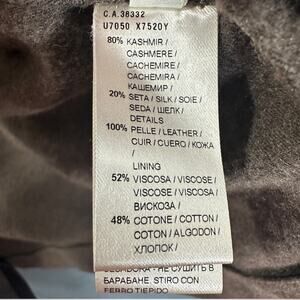 C.A. 38332
U7050 X7520Y
80% KASHMIR /
CASHMERE /
CACHEMIRE /
CACHEMIRA /
КАШЕМИР /
20% SETA / SILK / SOIE /
SEDA / ШЕЛК /
DETAILS
100% PELLE / LEATHER /
CUIR / CUERO / КОЖА
/
LINING
52% VISCOSA / VISCOSE /
VISCOSE / VISCOSA /
ВИСКОЗА /
48% COTONE / COTTON /
COTON / ALGODON /
ХЛОПОК /
- НЕ СУШИТЬ В
БАРАБАНЕ. STIRO CON
FERRO TIEPIDO